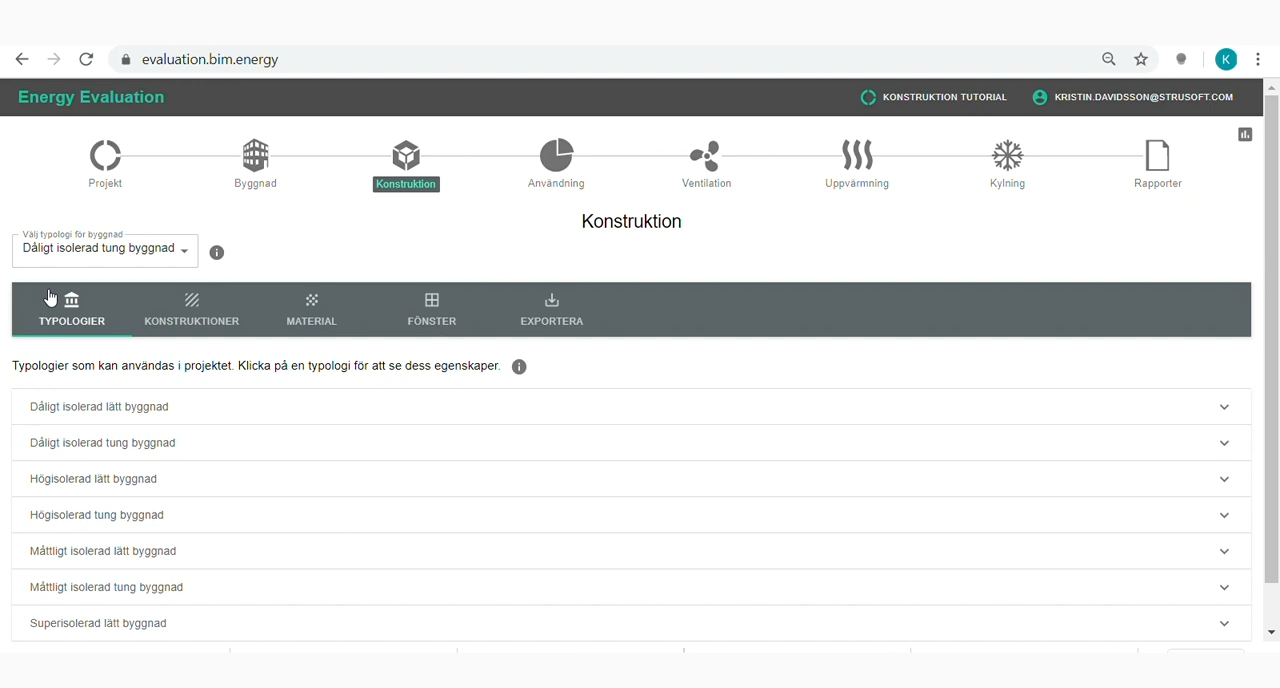 evaluation.bim.energy
K
Energy Evaluation
KONSTRUKTION TUTORIAL
KRISTIN.DAVIDSSON@STRUSOFT.COM
Projekt
Byggnad
Konstruktion
Användning
Ventilation
Uppvärmning
Kylning
Rapporter
Konstruktion
Välj typologi för byggnad
Dåligt isolerad tung byggnad
TYPOLOGIER
KONSTRUKTIONER
MATERIAL
FÖNSTER
EXPORTERA
Typologier som kan användas i projektet. Klicka på en typologi för att se dess egenskaper.
Dåligt isolerad lätt byggnad
Dåligt isolerad tung byggnad
Högisolerad lätt byggnad
Högisolerad tung byggnad
Måttligt isolerad lätt byggnad
Måttligt isolerad tung byggnad
Superisolerad lätt byggnad